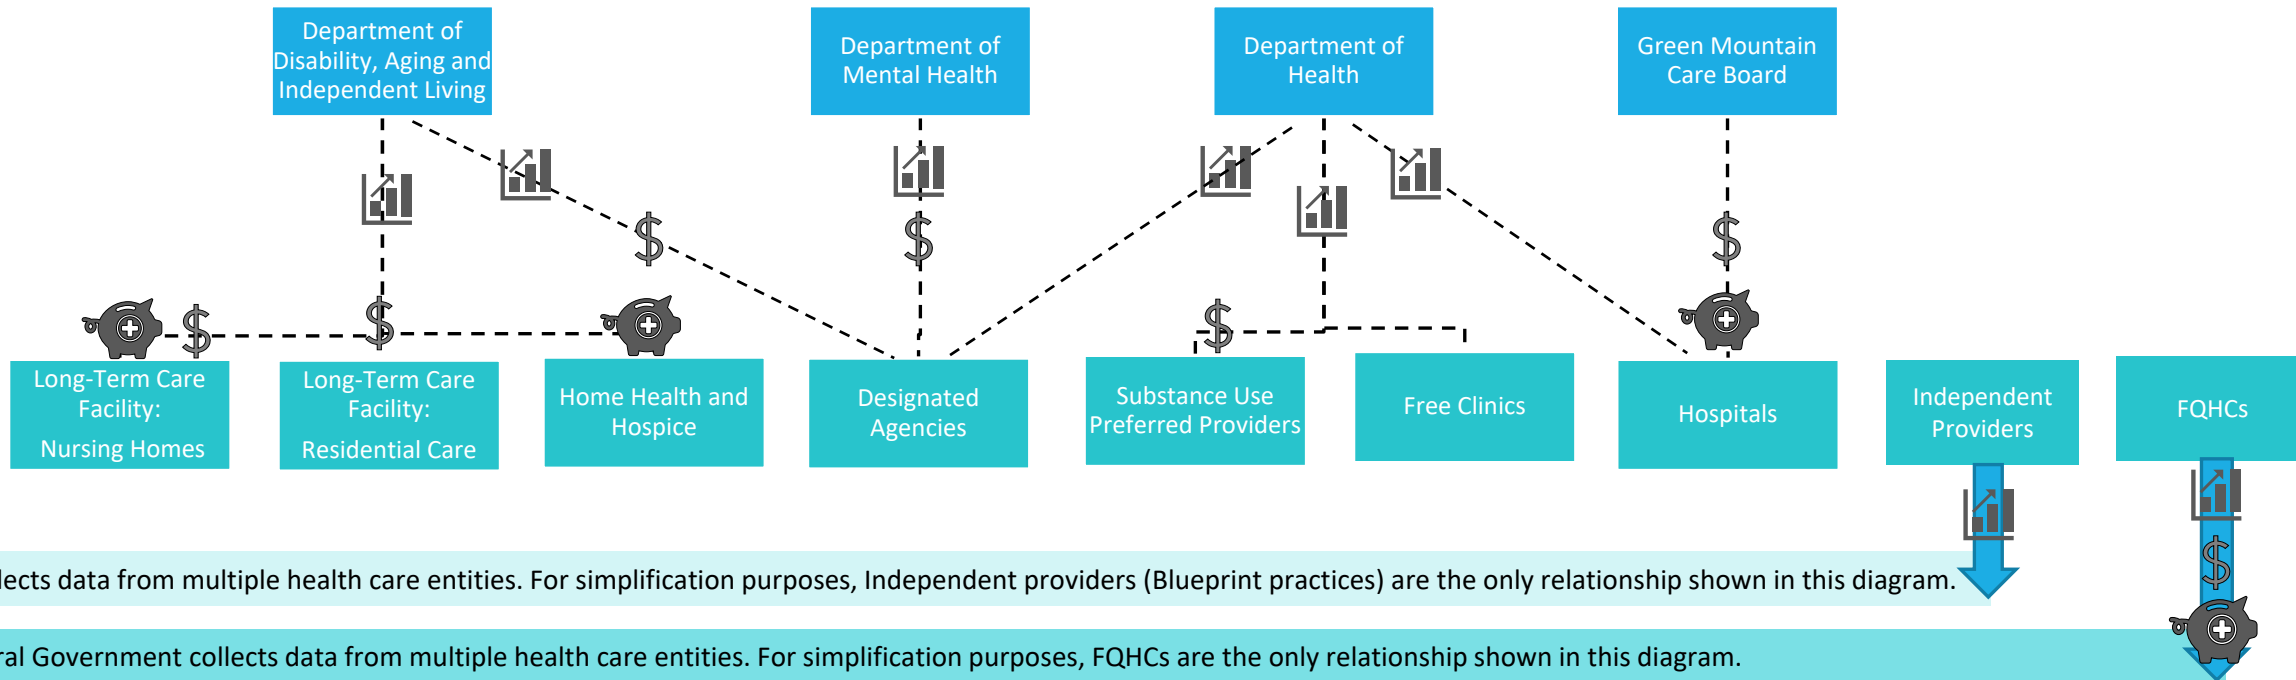 Department of
Disability, Aging and
Independent Living
Department of
Mental Health
Department of
Health
Green Mountain
Care Board
$
$
$
$
$
$
Long-Term Care
Facility:
Nursing Homes
Long-Term Care
Facility:
Residential Care
Home Health and
Hospice
Designated
Agencies
Substance Use
Preferred Providers
Free Clinics
Hospitals
Independent
Providers
FQHCs
data from multiple health care entities. For simplification purposes, Independent providers (Blueprint practices) are the only relationship shown in this diagram.
$
Government collects data from multiple health care entities. For simplification purposes, FQHCs are the only relationship shown in this diagram.